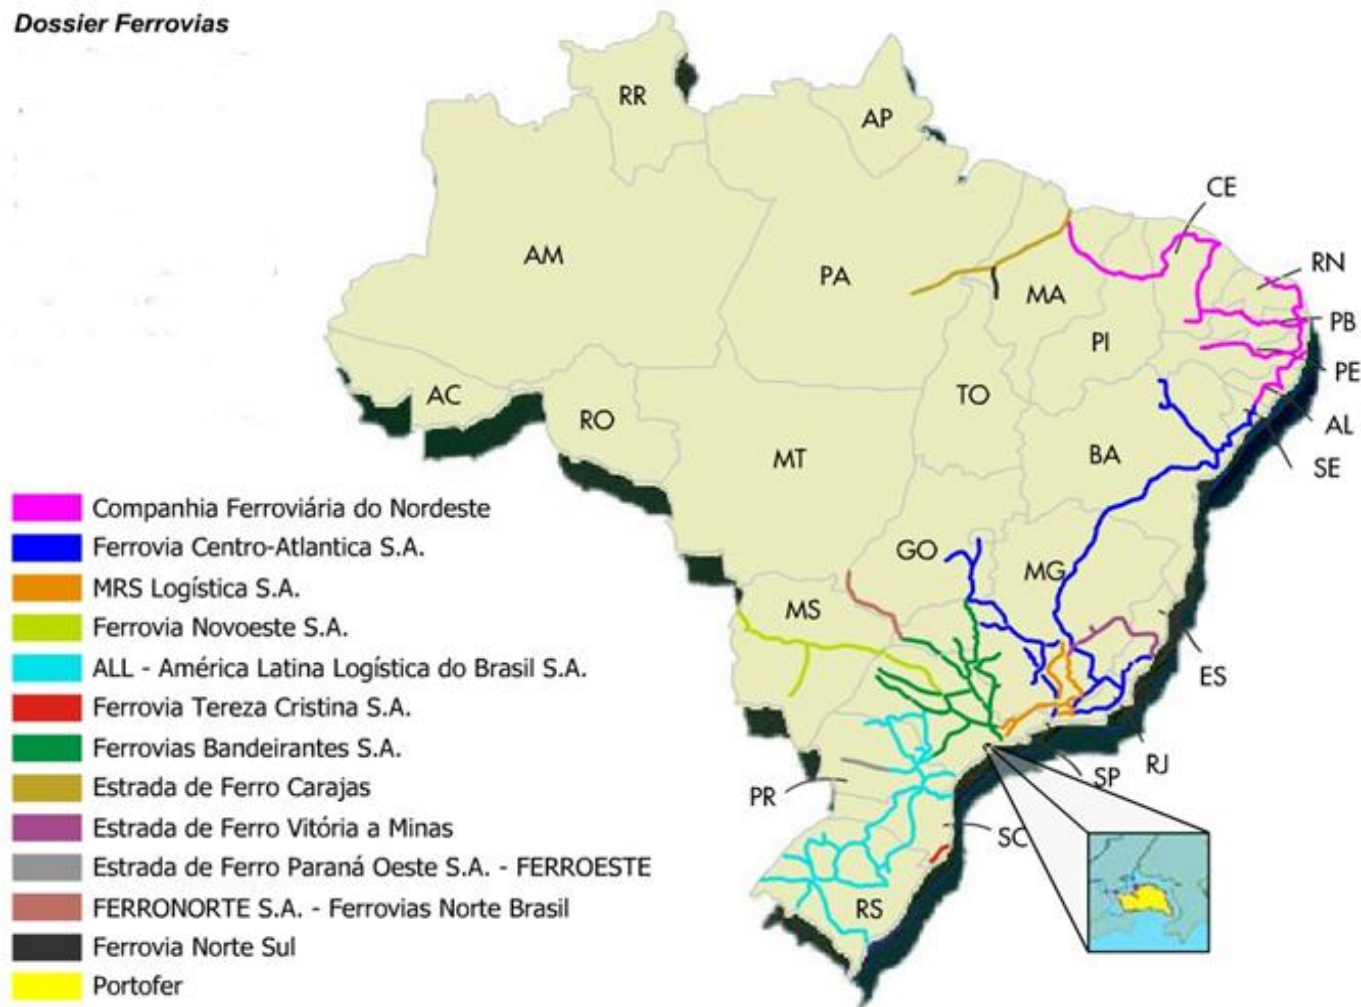 Dossier Ferrovias
RR
AP
CE
AM
PA
RN
MA
PB
PI
PE
AC
TO
RO
AL
BA
MT
SE
Companhia Ferroviária do Nordeste
Ferrovia Centro-Atlantica S.A.
GO
MG
MRS Logística S.A.
MS
Ferrovia Novoeste S.A.
ALL - América Latina Logística do Brasil S.A.
ES
Ferrovia Tereza Cristina S.A.
Ferrovias Bandeirantes S.A.
RJ
SP
Estrada de Ferro Carajas
PR
Estrada de Ferro Vitória a Minas
SC
Estrada de Ferro Paraná Oeste S.A. - FERROESTE
FERRONORTE S.A. - Ferrovias Norte Brasil
RS
Ferrovia Norte Sul
Portofer